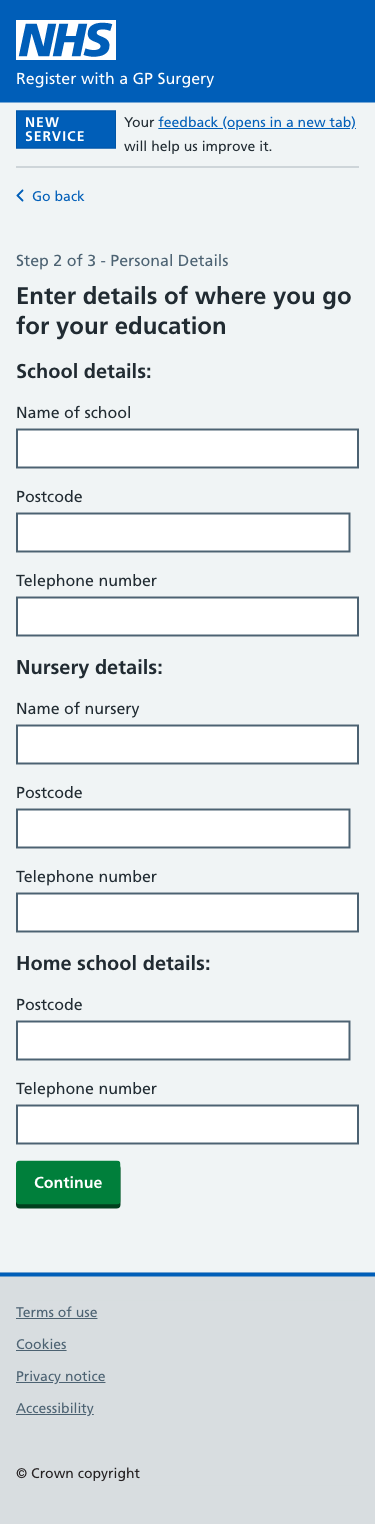 NHS
Register with a GP Surgery
NEW
SERVICE
Your feedback (opens in a new tab)
will help us improve it.
Go back
Step 2 of 3 - Personal Details
Enter details of where you go
for your education
School details:
Name of school
Postcode
Telephone number
Nursery details:
Name of nursery
Postcode
Telephone number
Home school details:
Postcode
Telephone number
Continue
Terms of use
Cookies
Privacy notice
Accessibility
© Crown copyright